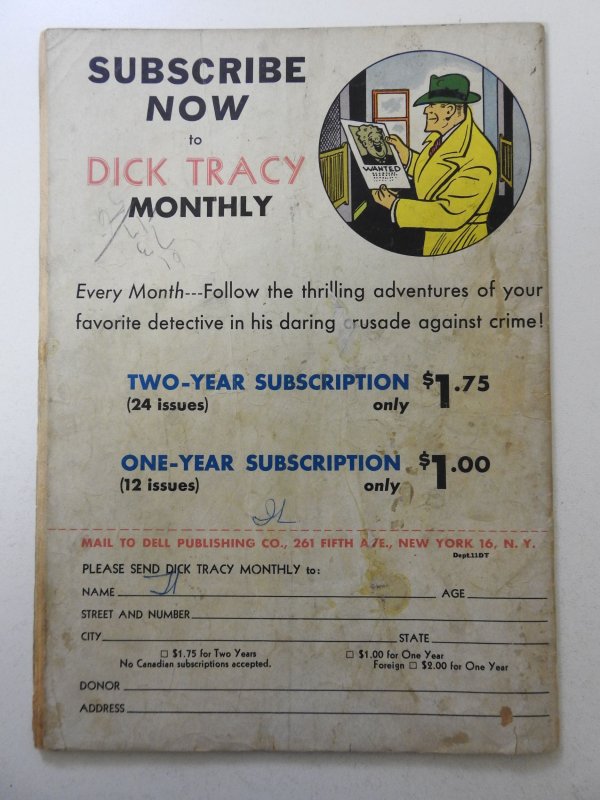 SUBSCRIBE
NOW
to
DICK TRACY
MONTHLY
WANTED
Every Month---Follow the thrilling adventures of your
favorite detective in his daring crusade against crime!
TWO-YEAR SUBSCRIPTION $1.75
(24 issues) only
ONE-YEAR SUBSCRIPTION $1.00
(12 issues) only
MAIL TO DELL PUBLISHING CO., 261 FIFTH AVE., NEW YORK 16, N. Y.
Dept.11DT
PLEASE SEND DICK TRACY MONTHLY to:
NAME AGE
STREET AND NUMBER
CITY STATE
☐ $1.75 for Two Years ☐ $1.00 for One Year
No Canadian subscriptions accepted. Foreign ☐ $2.00 for One Year
DONOR
ADDRESS